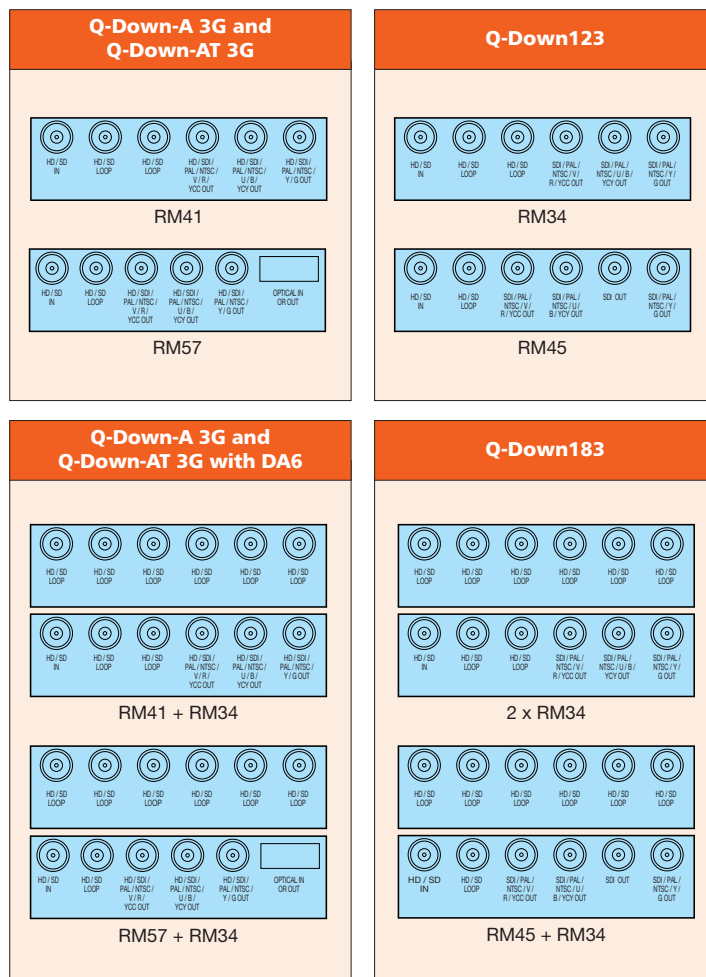 Q-Down-A 3G and
Q-Down-AT 3G
HD / SD
IN
HD / SD
LOOP
HD / SD
LOOP
HD / SDI /
PAL / NTSC /
V / R /
YCC OUT
HD / SDI /
PAL / NTSC /
U / B /
YCY OUT
HD / SDI /
PAL / NTSC /
Y / G OUT
RM41
HD / SD
IN
HD / SD
LOOP
HD / SDI /
PAL / NTSC /
V / R /
YCC OUT
HD / SDI /
PAL / NTSC /
U / B /
YCY OUT
HD / SDI /
PAL / NTSC /
Y / G OUT
OPTICAL IN
OR OUT
RM57
Q-Down123
HD / SD
IN
HD / SD
LOOP
HD / SD
LOOP
SDI / PAL /
NTSC / V /
R / YCC OUT
SDI / PAL /
NTSC / U / B /
YCY OUT
SDI / PAL /
NTSC / Y /
G OUT
RM34
HD / SD
IN
HD / SD
LOOP
SDI / PAL /
NTSC / V /
R / YCC OUT
SDI / PAL /
NTSC / U /
B / YCY OUT
SDI OUT
SDI / PAL /
NTSC / Y /
G OUT
RM45
Q-Down-A 3G and
Q-Down-AT 3G with DA6
HD / SD
LOOP
HD / SD
LOOP
HD / SD
LOOP
HD / SD
LOOP
HD / SD
LOOP
HD / SD
LOOP
HD / SD
IN
HD / SD
LOOP
HD / SD
LOOP
HD / SDI /
PAL / NTSC /
V / R /
YCC OUT
HD / SDI /
PAL / NTSC /
U / B /
YCY OUT
HD / SDI /
PAL / NTSC /
Y / G OUT
RM41 + RM34
HD / SD
LOOP
HD / SD
LOOP
HD / SD
LOOP
HD / SD
LOOP
HD / SD
LOOP
HD / SD
LOOP
HD / SD
IN
HD / SD
LOOP
HD / SDI /
PAL / NTSC /
V / R /
YCC OUT
HD / SDI /
PAL / NTSC /
U / B /
YCY OUT
HD / SDI /
PAL / NTSC /
Y / G OUT
OPTICAL IN
OR OUT
RM57 + RM34
Q-Down183
HD / SD
LOOP
HD / SD
LOOP
HD / SD
LOOP
HD / SD
LOOP
HD / SD
LOOP
HD / SD
LOOP
HD / SD
IN
HD / SD
LOOP
HD / SD
LOOP
SDI / PAL /
NTSC / V /
R / YCC OUT
SDI / PAL /
NTSC / U / B /
YCY OUT
SDI / PAL /
NTSC / Y /
G OUT
2 x RM34
HD / SD
LOOP
HD / SD
LOOP
HD / SD
LOOP
HD / SD
LOOP
HD / SD
LOOP
HD / SD
LOOP
HD / SD
IN
HD / SD
LOOP
SDI / PAL /
NTSC / V /
R / YCC OUT
SDI / PAL /
NTSC / U /
B / YCY OUT
SDI OUT
SDI / PAL /
NTSC / Y /
G OUT
RM45 + RM34